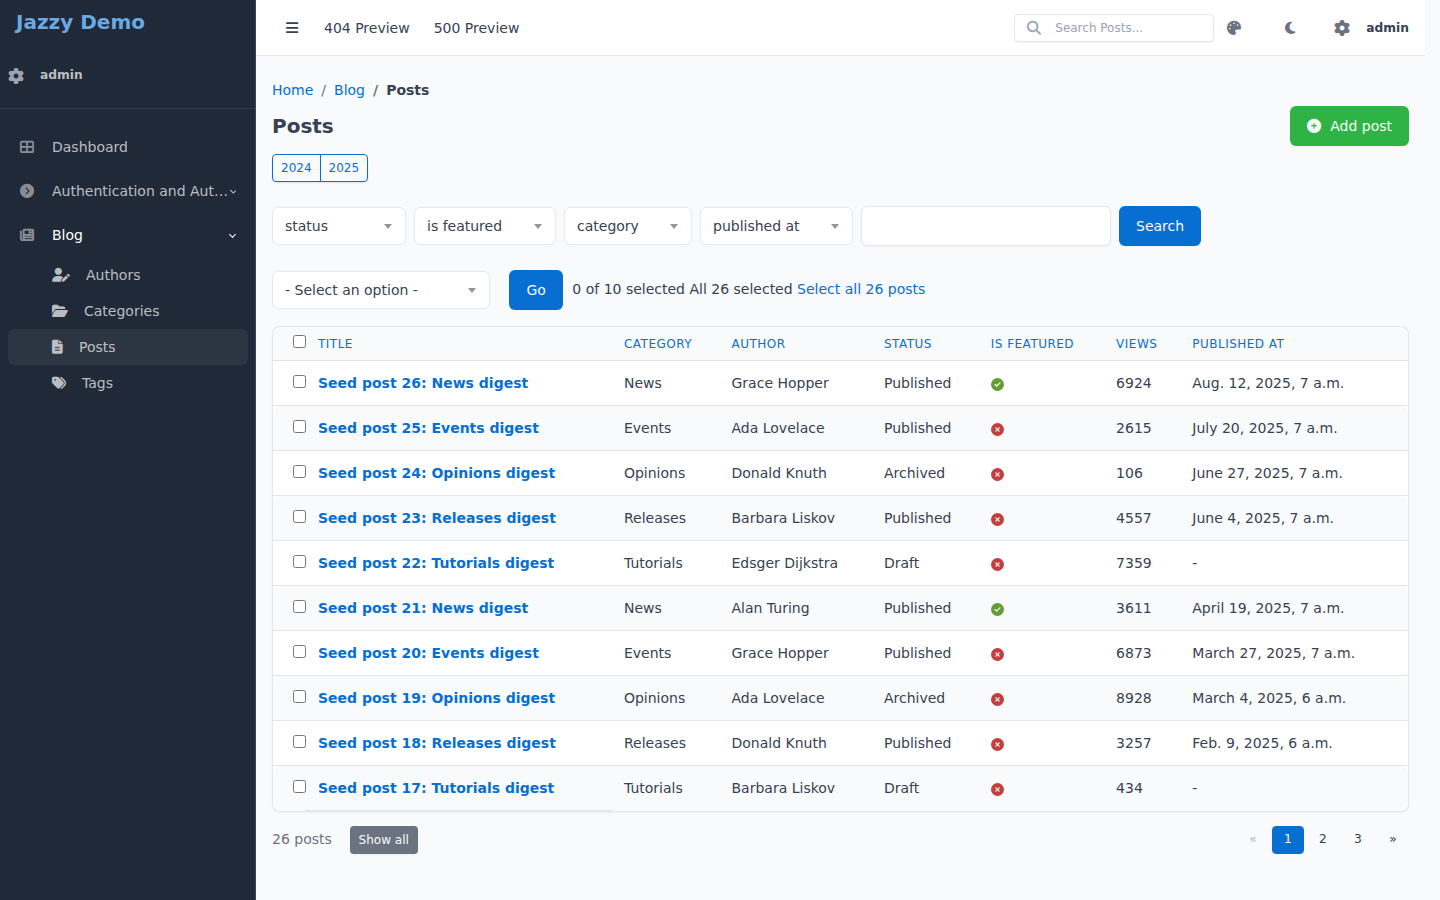 Jazzy Demo
404 Preview
500 Preview
Search Posts...
admin
admin
Dashboard
Authentication and Aut...
Blog
Authors
Categories
Posts
Tags
Home / Blog / Posts
Posts
Add post
2024 2025
status
is featured
category
published at
Search
- Select an option -
Go
0 of 10 selected All 26 selected Select all 26 posts
TITLE CATEGORY AUTHOR STATUS IS FEATURED VIEWS PUBLISHED AT
Seed post 26: News digest News Grace Hopper Published 6924 Aug. 12, 2025, 7 a.m.
Seed post 25: Events digest Events Ada Lovelace Published 2615 July 20, 2025, 7 a.m.
Seed post 24: Opinions digest Opinions Donald Knuth Archived 106 June 27, 2025, 7 a.m.
Seed post 23: Releases digest Releases Barbara Liskov Published 4557 June 4, 2025, 7 a.m.
Seed post 22: Tutorials digest Tutorials Edsger Dijkstra Draft 7359 -
Seed post 21: News digest News Alan Turing Published 3611 April 19, 2025, 7 a.m.
Seed post 20: Events digest Events Grace Hopper Published 6873 March 27, 2025, 7 a.m.
Seed post 19: Opinions digest Opinions Ada Lovelace Archived 8928 March 4, 2025, 6 a.m.
Seed post 18: Releases digest Releases Donald Knuth Published 3257 Feb. 9, 2025, 6 a.m.
Seed post 17: Tutorials digest Tutorials Barbara Liskov Draft 434 -
26 posts
Show all
« 1 2 3 »